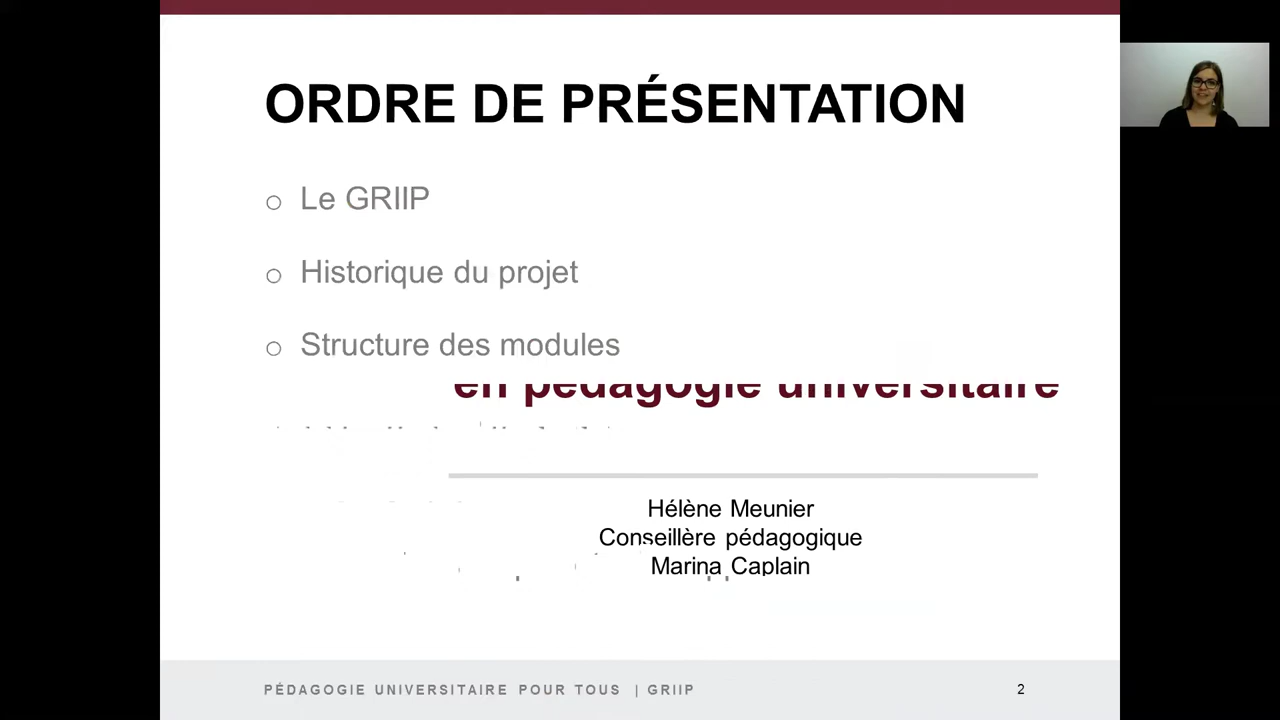 ORDRE DE PRÉSENTATION
o Le GRIIP
o Historique du projet
o Structure des modules
en pédagogie universitaire
Hélène Meunier
Conseillère pédagogique
Marina Caplain
PÉDAGOGIE UNIVERSITAIRE POUR TOUS | GRIIP
2